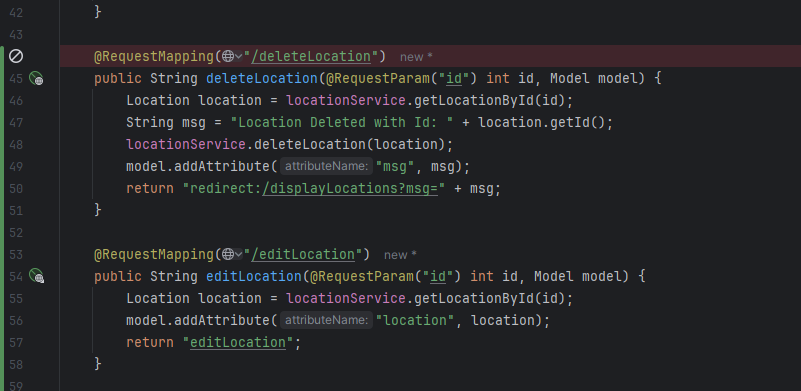 42 }
43
@RequestMapping("/deleteLocation") new *
45 public String deleteLocation(@RequestParam("id") int id, Model model) {
46 Location location = locationService.getLocationById(id);
47 String msg = "Location Deleted with Id: " + location.getId();
48 locationService.deleteLocation(location);
49 model.addAttribute( attributeName: "msg", msg);
50 return "redirect:/displayLocations?msg=" + msg;
51 }
52
53 @RequestMapping("/editLocation") new *
54 public String editLocation(@RequestParam("id") int id, Model model) {
55 Location location = locationService.getLocationById(id);
56 model.addAttribute( attributeName: "location", location);
57 return "editLocation";
58 }
59